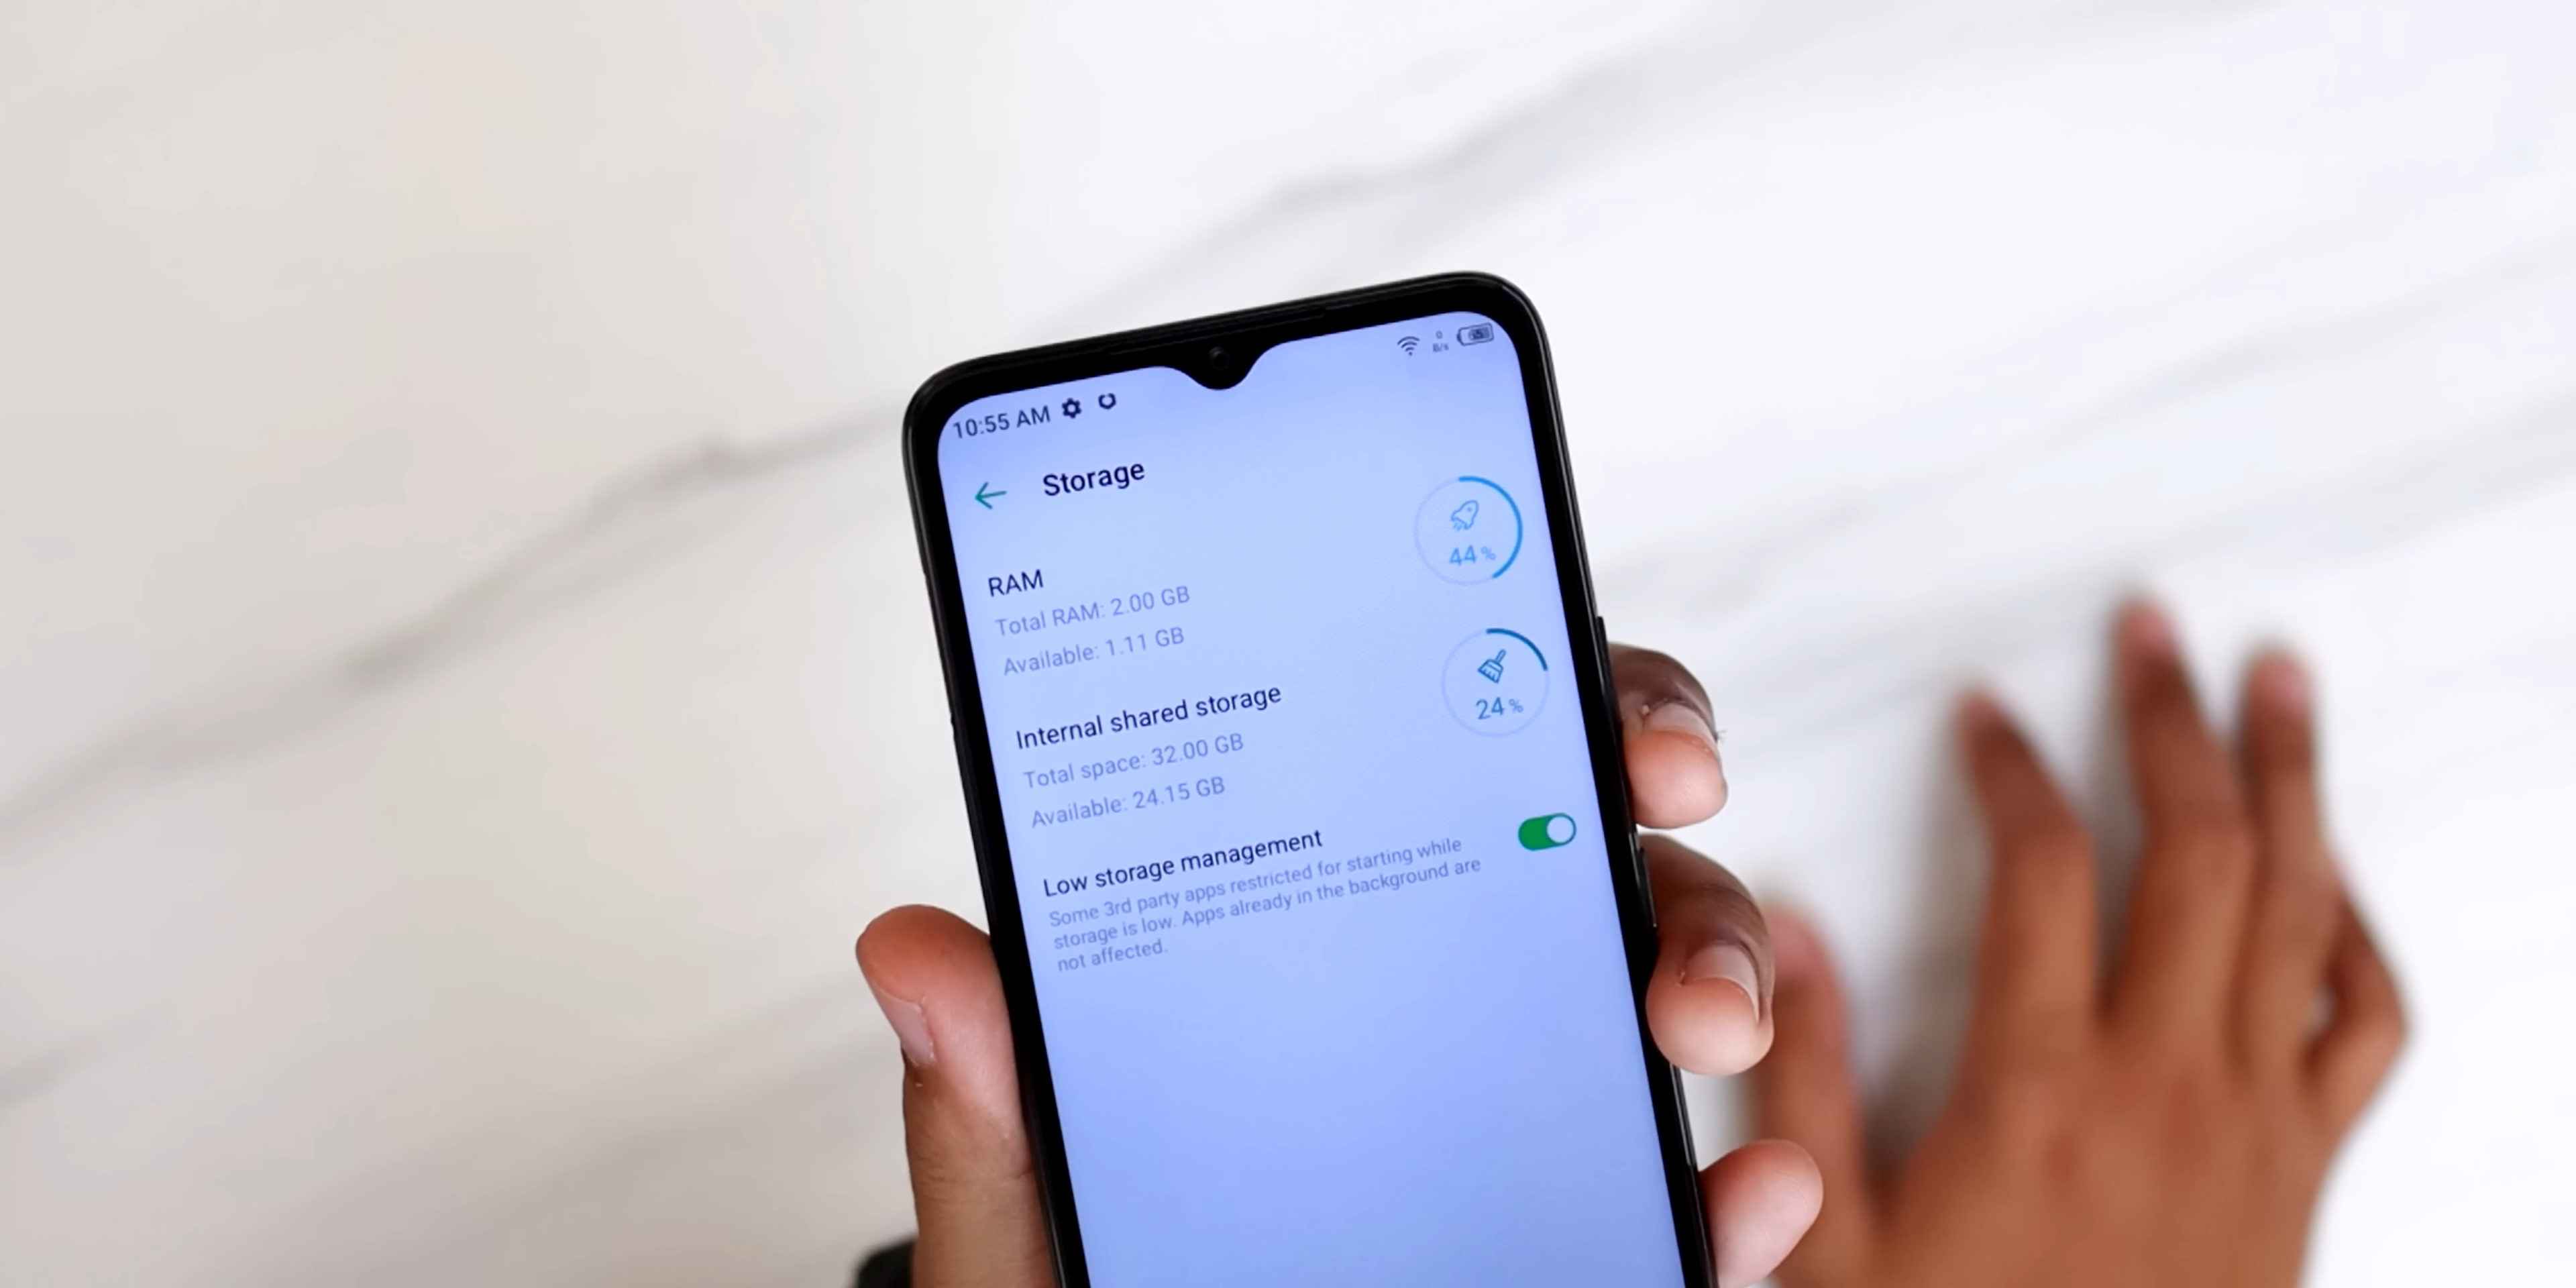 10:55 AM
0
B/s
Storage
RAM
44%
Total RAM: 2.00 GB
Available: 1.11 GB
Internal shared storage
24%
Total space: 32.00 GB
Available: 24.15 GB
Low storage management
Some 3rd party apps restricted for starting while
storage is low. Apps already in the background are
not affected.